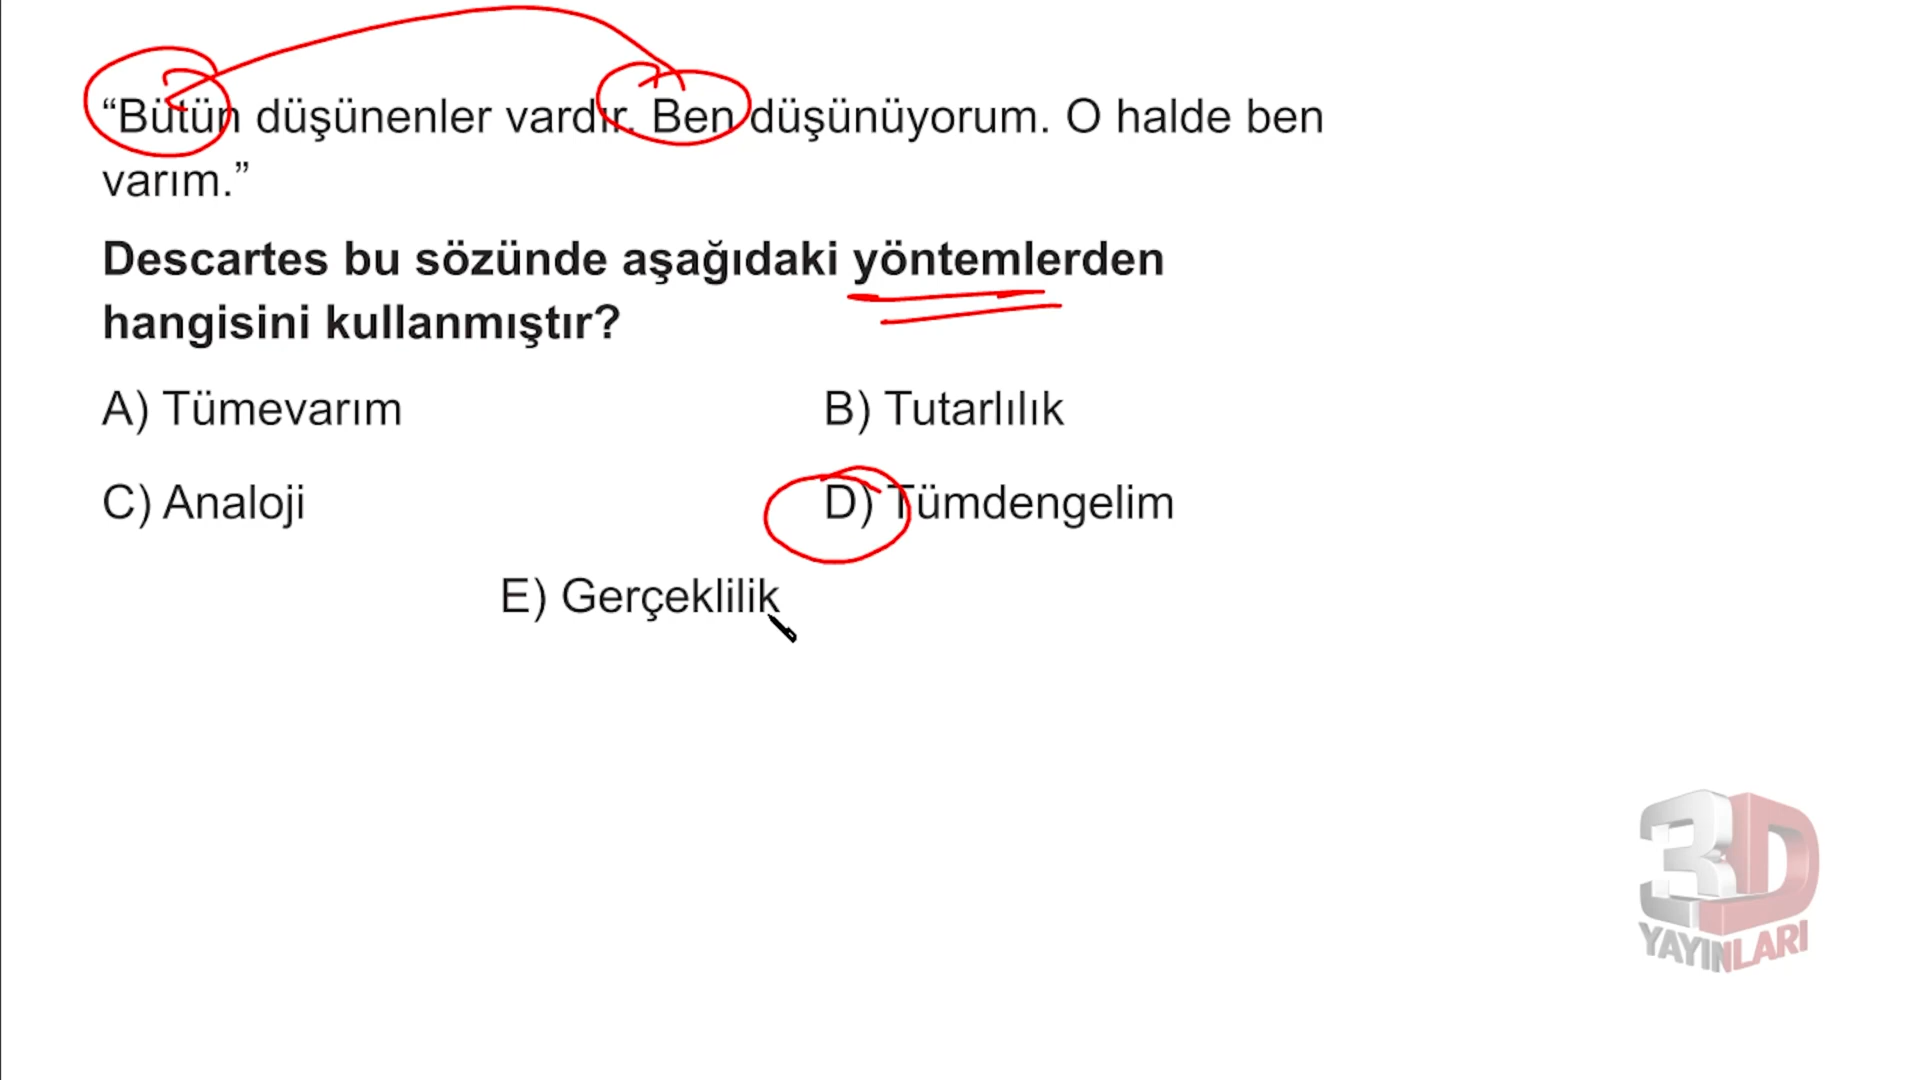 “Bütün düşünenler vardır. Ben düşünüyorum. O halde ben
varım.”
Descartes bu sözünde aşağıdaki yöntemlerden
hangisini kullanmıştır?
A) Tümevarım
B) Tutarlılık
C) Analoji
D) Tümdengelim
E) Gerçeklilik
3D
YAYINLARI